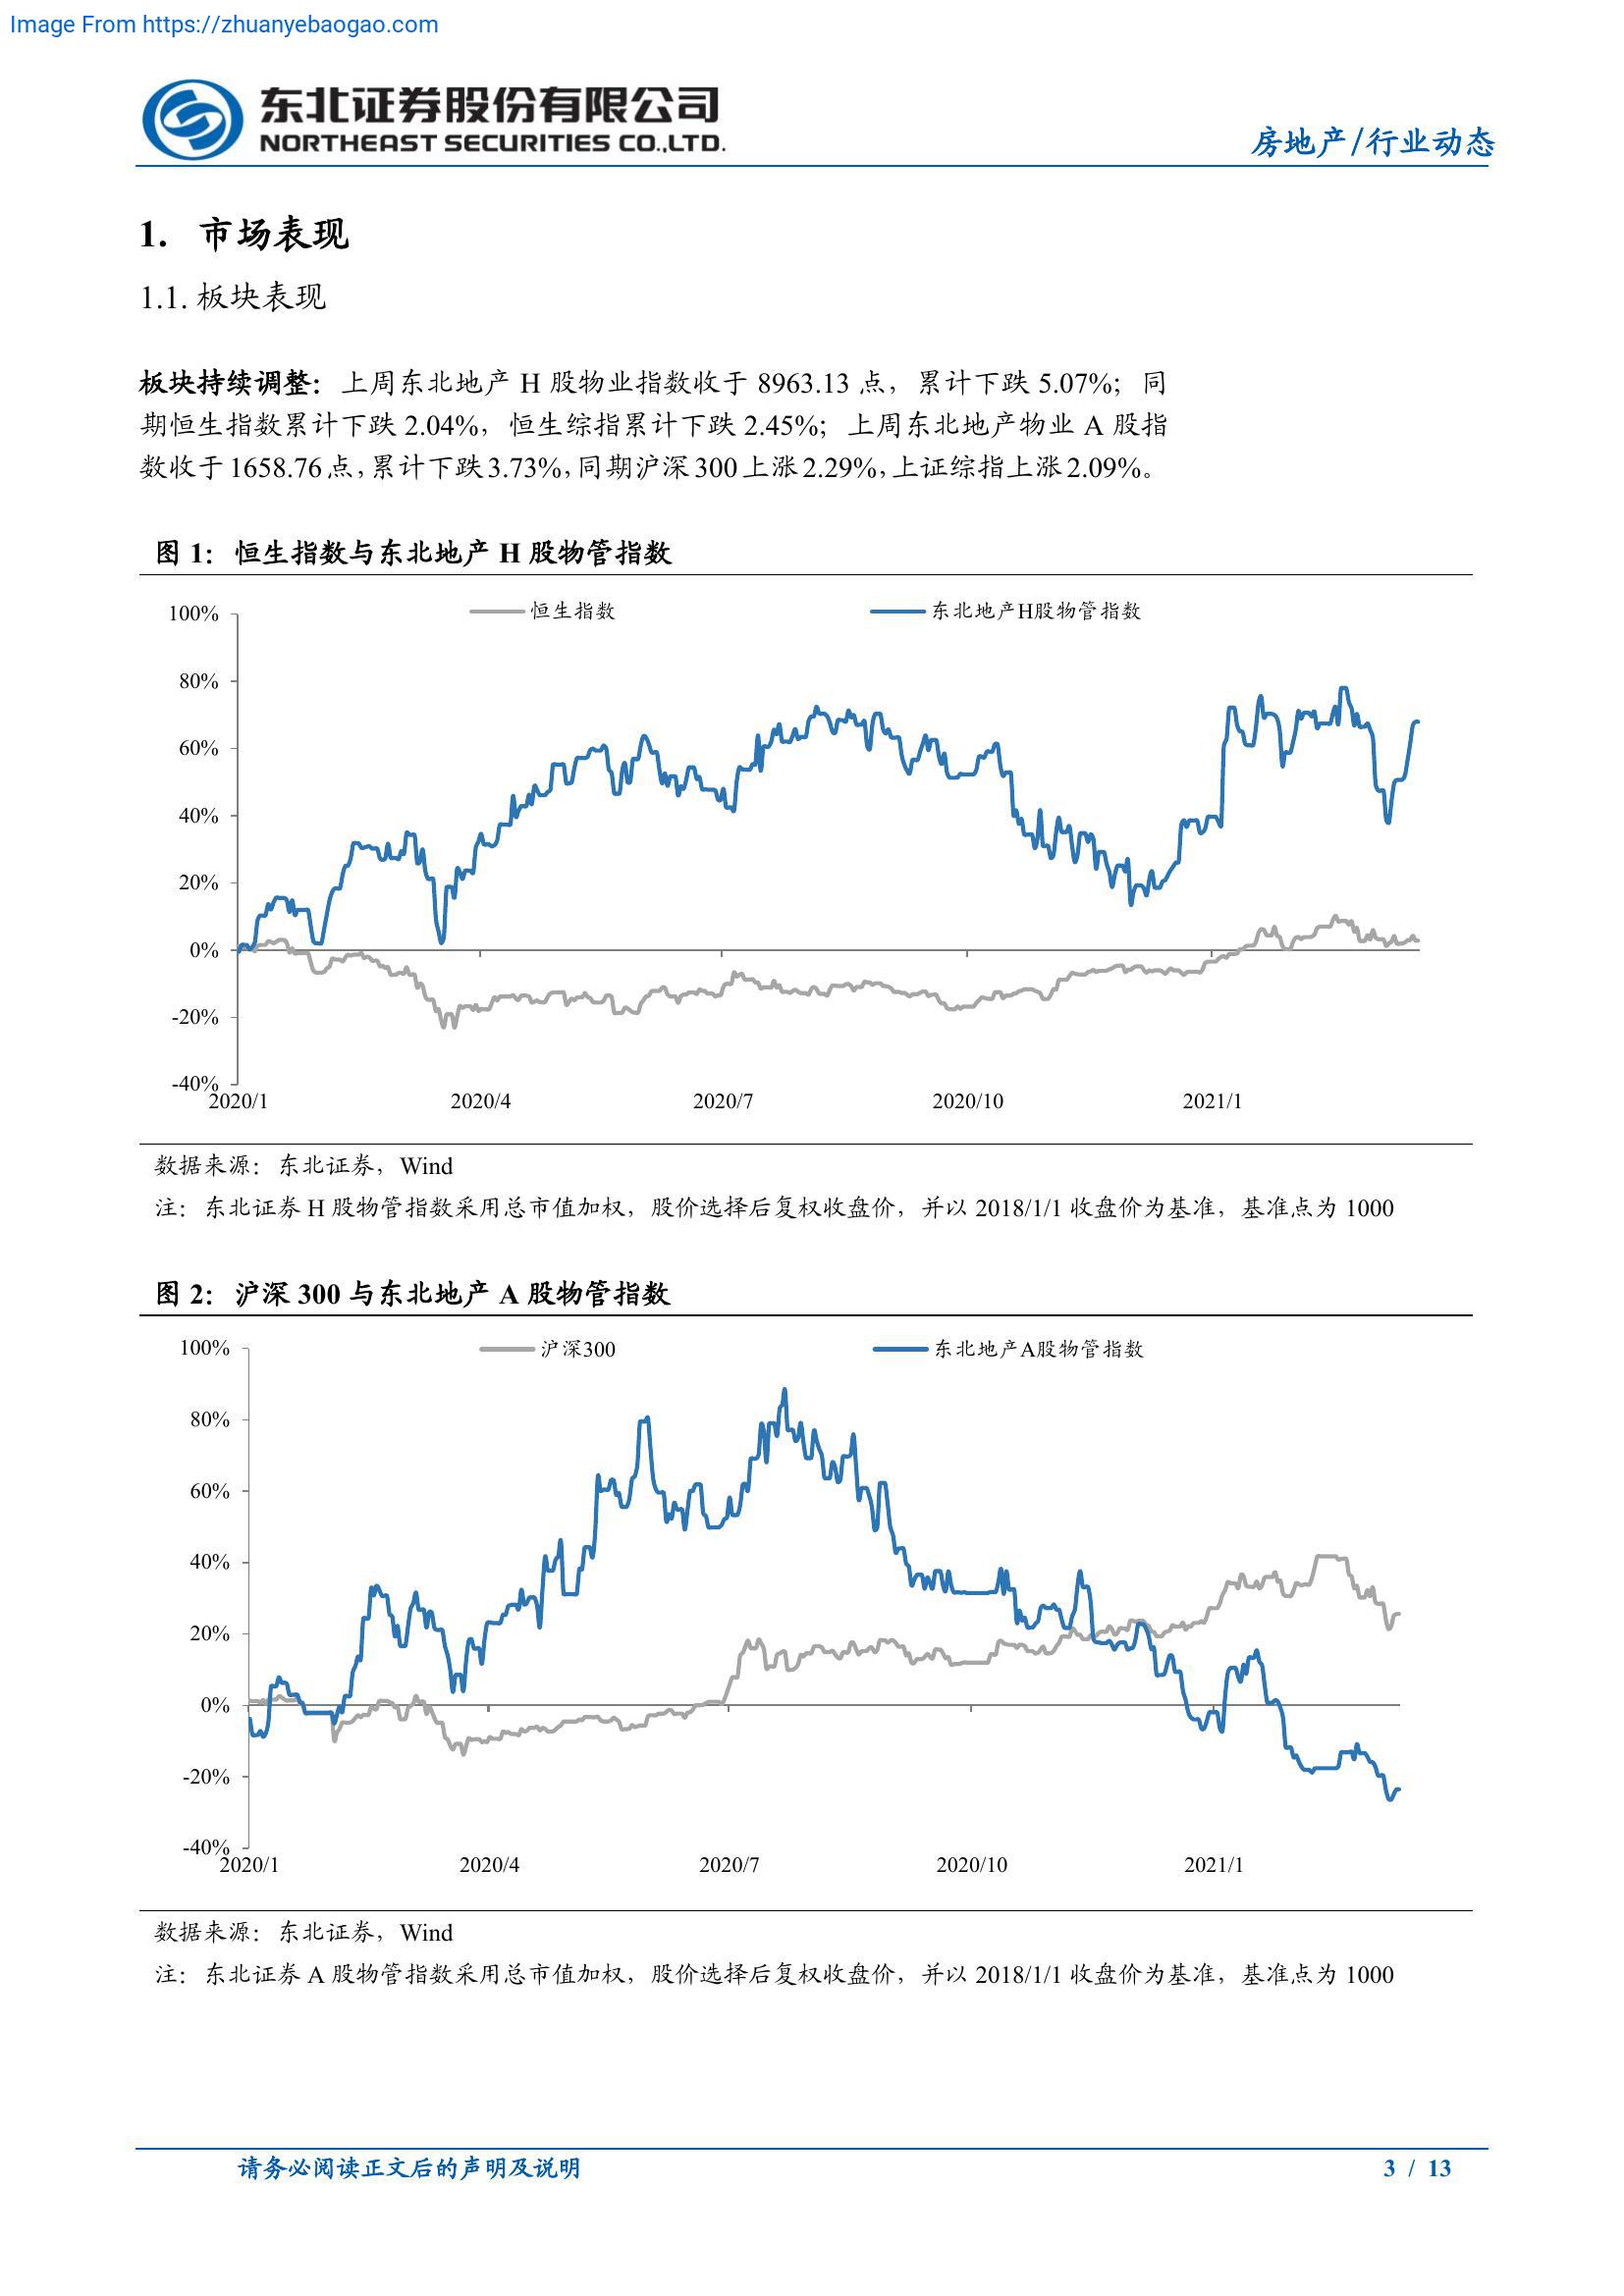 Image From https://zhuanyebaogao.com
东北证券股份有限公司
NORTHEAST SECURITIES CO.,LTD.
房地产/行业动态
1. 市场表现
1.1. 板块表现
板块持续调整：上周东北地产 H 股物业指数收于 8963.13 点，累计下跌 5.07%；同
期恒生指数累计下跌 2.04%，恒生综指累计下跌 2.45%；上周东北地产物业 A 股指
数收于 1658.76 点，累计下跌 3.73%，同期沪深 300 上涨 2.29%，上证综指上涨 2.09%。
图 1：恒生指数与东北地产 H 股物管指数
恒生指数 东北地产H股物管指数
100%
80%
60%
40%
20%
0%
-20%
-40%
2020/1 2020/4 2020/7 2020/10 2021/1
数据来源：东北证券，Wind
注：东北证券 H 股物管指数采用总市值加权，股价选择后复权收盘价，并以 2018/1/1 收盘价为基准，基准点为 1000
图 2：沪深 300 与东北地产 A 股物管指数
沪深300 东北地产A股物管指数
100%
80%
60%
40%
20%
0%
-20%
-40%
2020/1 2020/4 2020/7 2020/10 2021/1
数据来源：东北证券，Wind
注：东北证券 A 股物管指数采用总市值加权，股价选择后复权收盘价，并以 2018/1/1 收盘价为基准，基准点为 1000
请务必阅读正文后的声明及说明
3 / 13